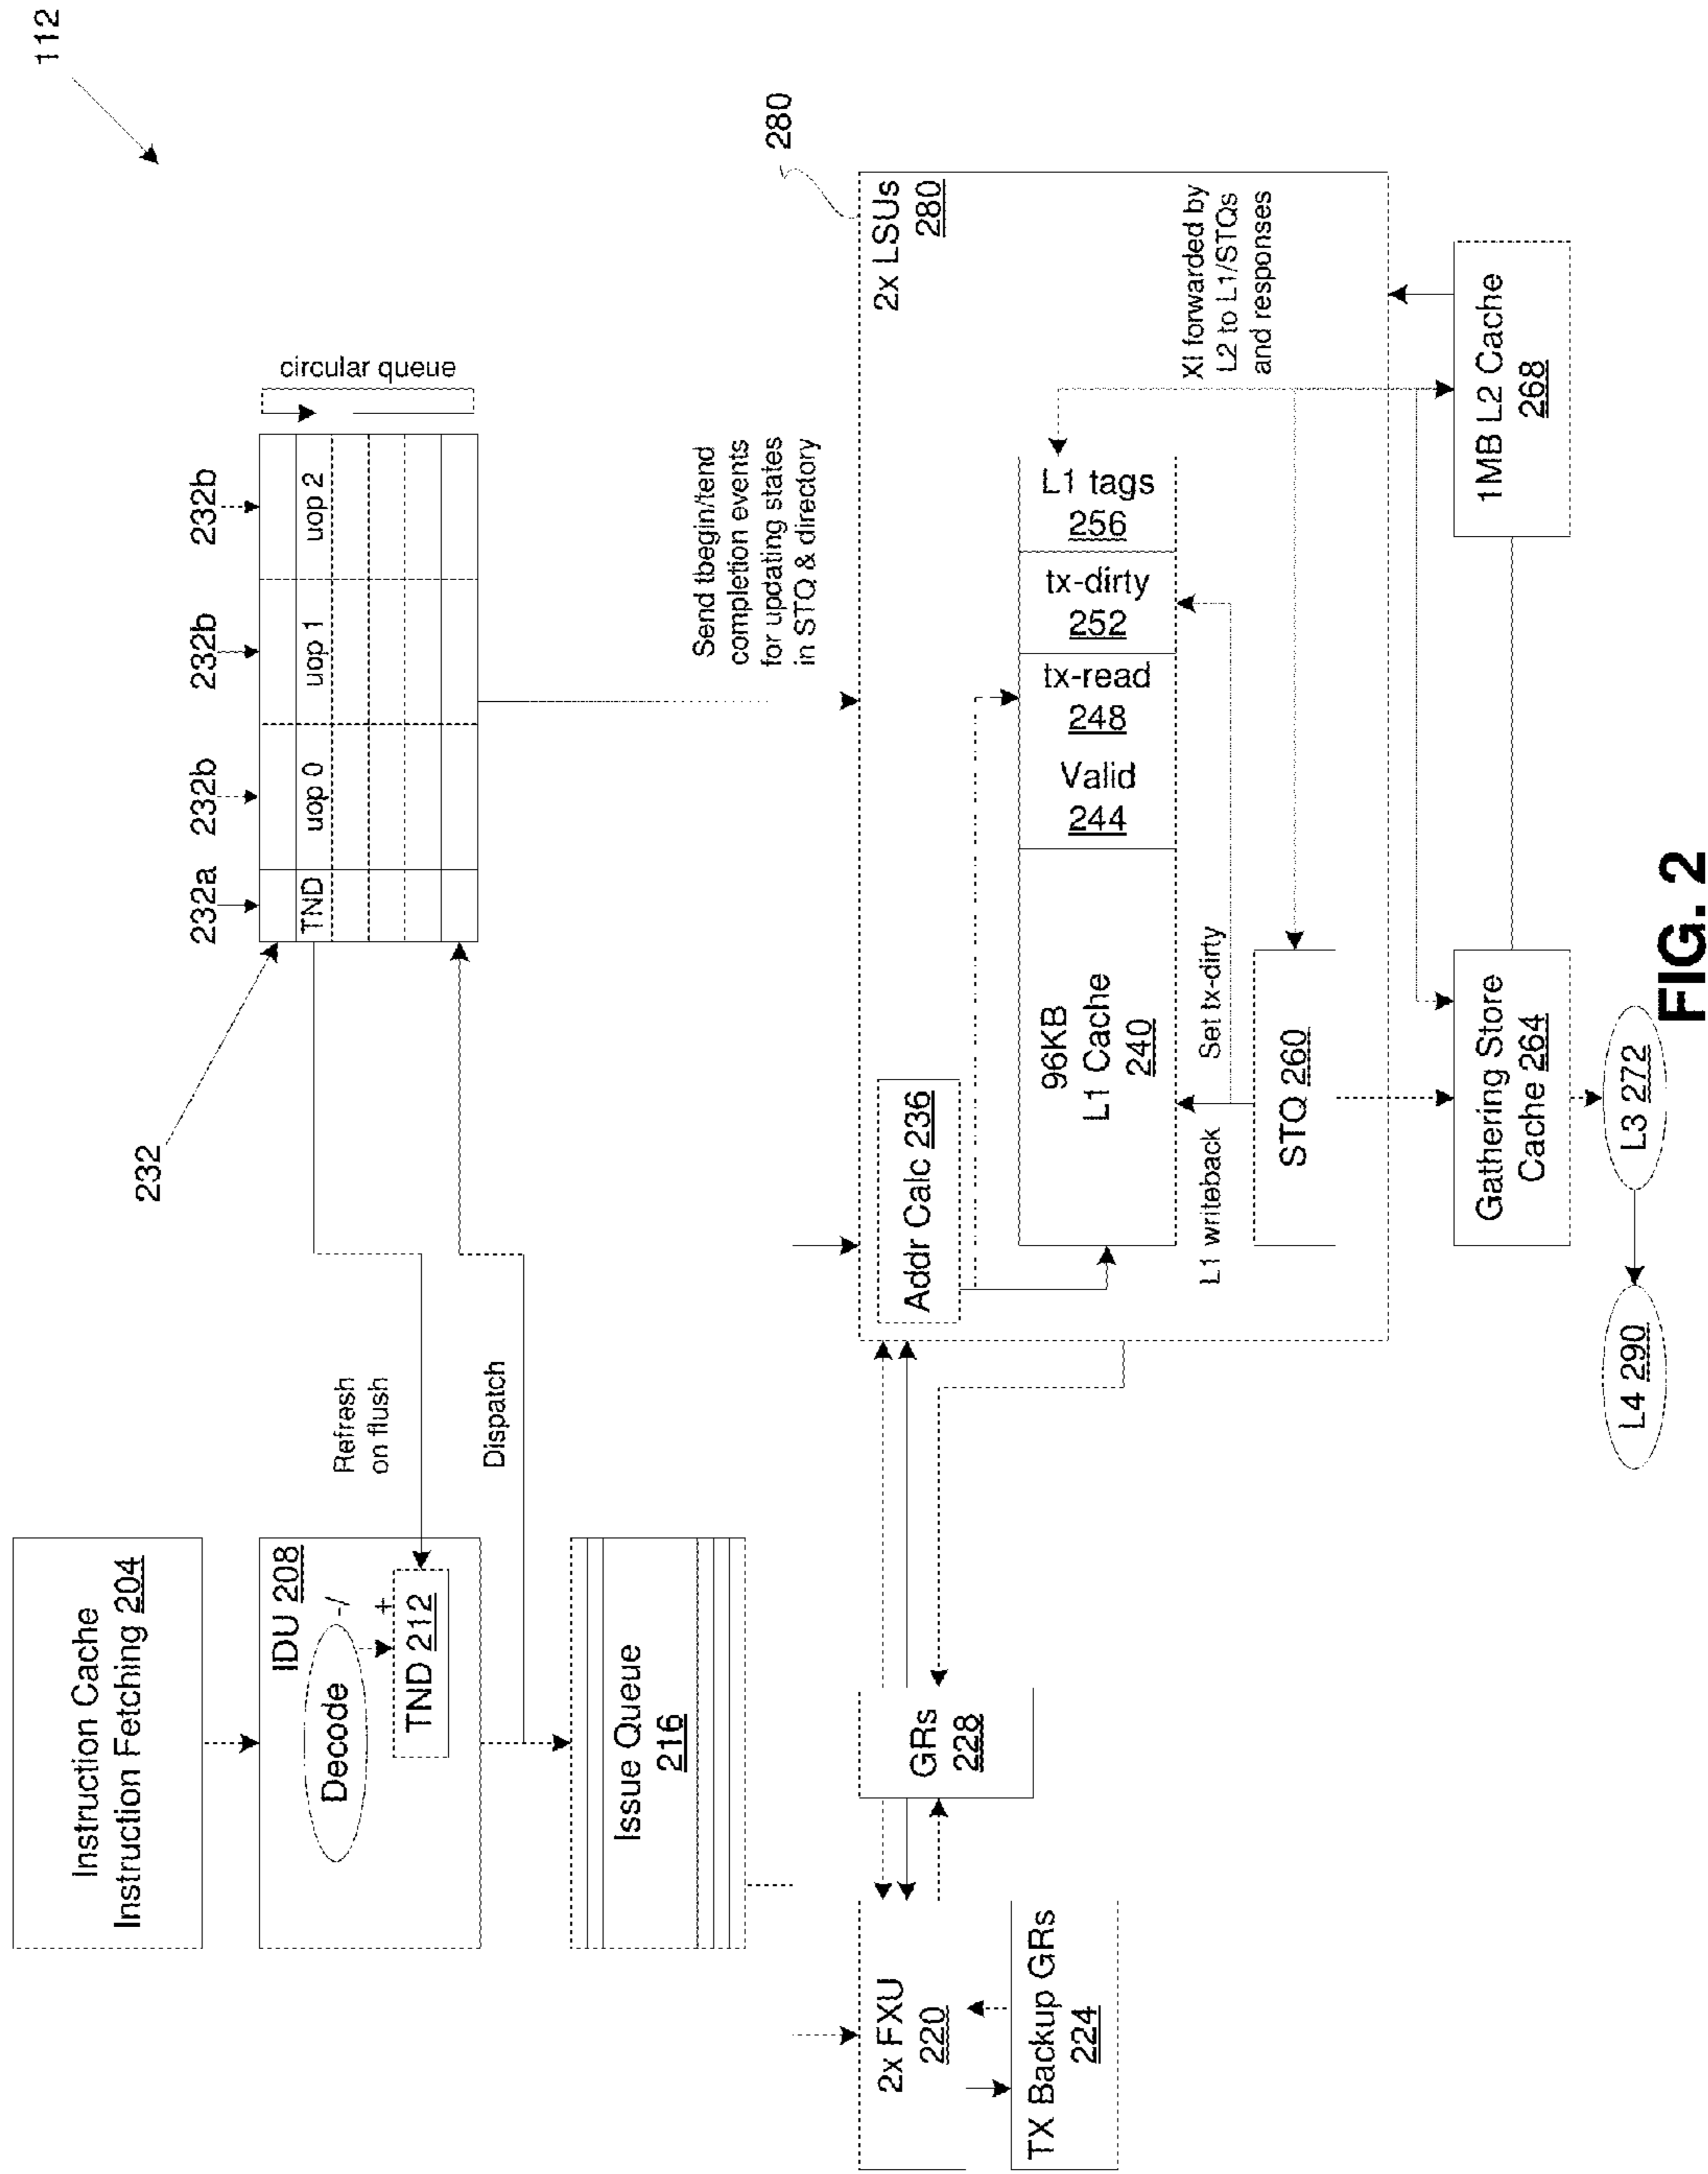 112
Instruction Cache
Instruction Fetching 204
IDU 208
Decode
-/
+
TND 212
Refresh
on flush
Dispatch
Issue Queue
216
232
232a
232b
232b
232b
TND
uop 0
uop 1
uop 2
circular queue
Send tbegin/tend
completion events
for updating states
in STQ & directory
280
2x LSUs
280
2x FXU
220
TX Backup GRs
224
GRs
228
Addr Calc 236
96KB
L1 Cache
240
Valid
244
tx-read
248
tx-dirty
252
L1 tags
256
XI forwarded by
L2 to L1/STQs
and responses
L1 writeback
Set tx-dirty
STQ 260
Gathering Store
Cache 264
1MB L2 Cache
268
L4 290
L3 272
FIG. 2